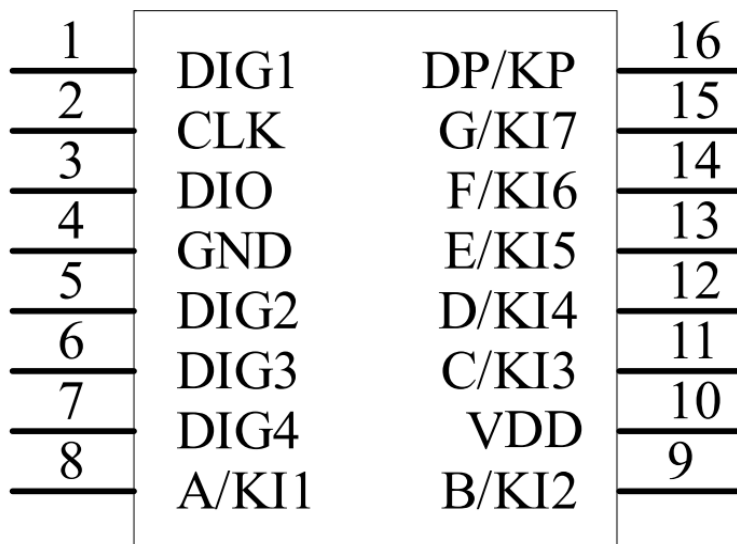 1 DIG1 DP/KP 16
2 CLK G/KI7 15
3 DIO F/KI6 14
4 GND E/KI5 13
5 DIG2 D/KI4 12
6 DIG3 C/KI3 11
7 DIG4 VDD 10
8 A/KI1 B/KI2 9